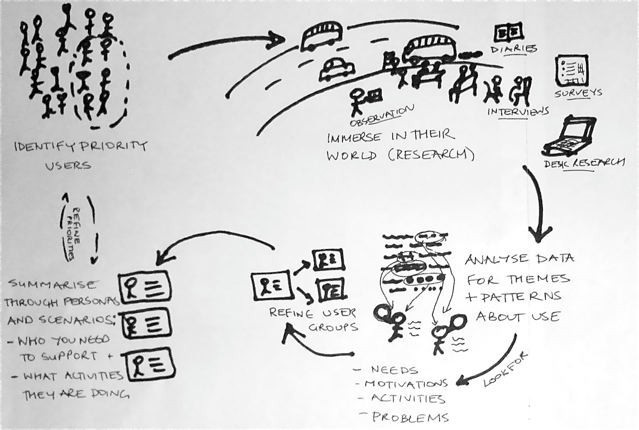 IDENTIFY PRIORITY
USERS
OBSERVATION
IMMERSE IN THEIR
WORLD (RESEARCH)
DIARIES
INTERVIEWS
SURVEYS
DESK RESEARCH
ANALYSE DATA
FOR THEMES
+ PATTERNS
ABOUT USE
LOOK FOR
- NEEDS
- MOTIVATIONS
- ACTIVITIES
- PROBLEMS
REFINE USER
GROUPS
SUMMARISE
THROUGH PERSONAS
AND SCENARIOS;
- WHO YOU NEED
TO SUPPORT +
- WHAT ACTIVITIES
THEY ARE DOING
REFINE
PRIORITIES